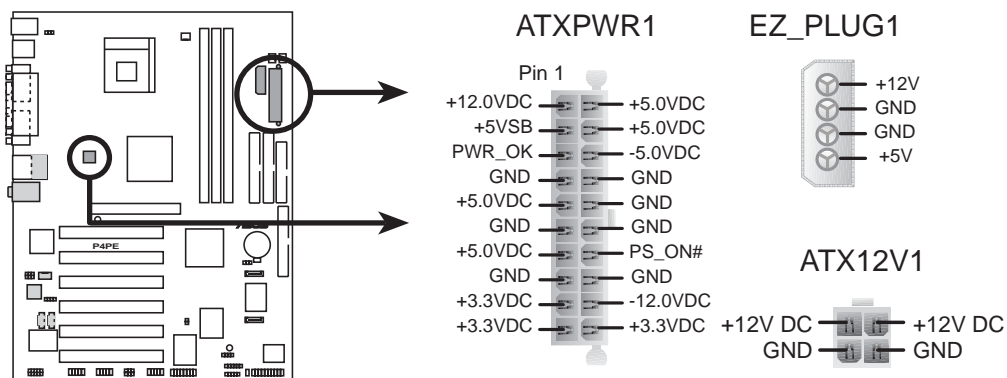 ATXPWR1
Pin 1
+12.0VDC +5.0VDC
+5VSB +5.0VDC
PWR_OK -5.0VDC
GND GND
+5.0VDC GND
GND GND
+5.0VDC PS_ON#
GND GND
+3.3VDC -12.0VDC
+3.3VDC +3.3VDC
EZ_PLUG1
+12V
GND
GND
+5V
ATX12V1
+12V DC +12V DC
GND GND
P4PE